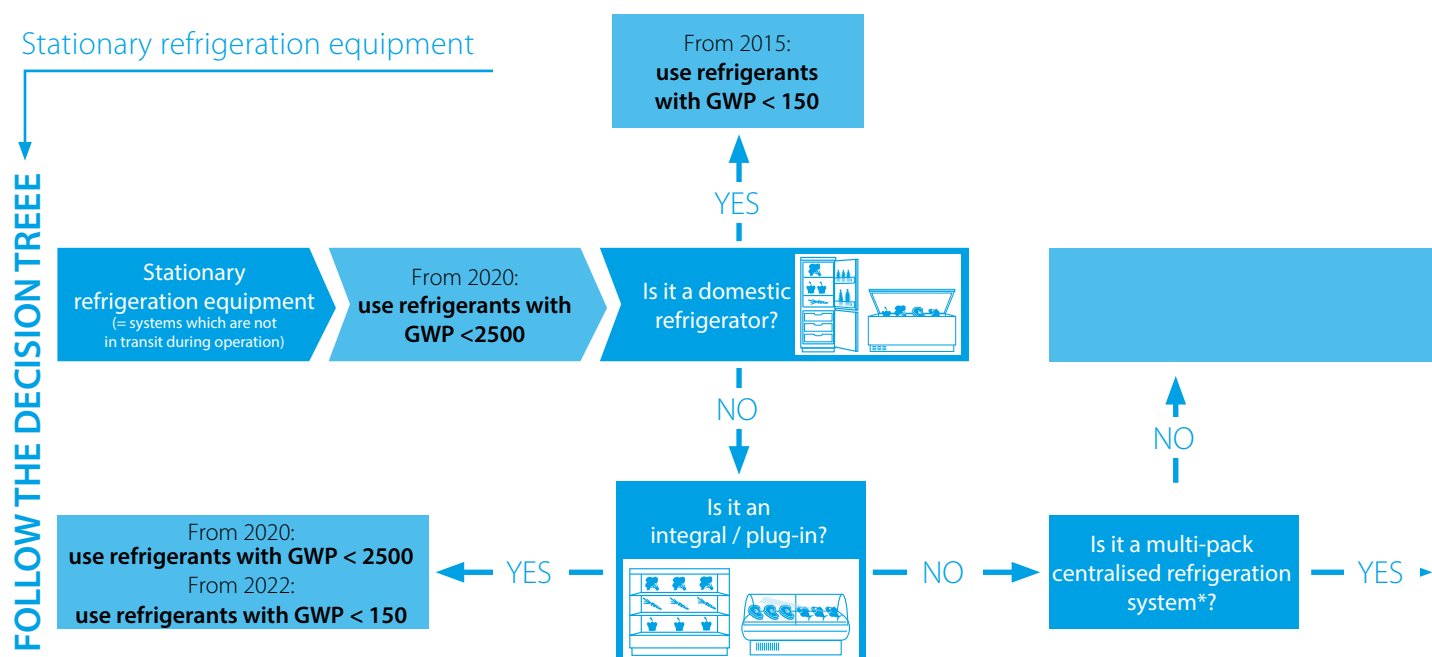 Stationary refrigeration equipment
FOLLOW THE DECISION TREEE
From 2015:
use refrigerants
with GWP < 150
YES
Stationary
refrigeration equipment
(= systems which are not
in transit during operation)
From 2020:
use refrigerants with
GWP <2500
Is it a domestic
refrigerator?
NO
NO
Is it an
integral / plug-in?
From 2020:
use refrigerants with GWP < 2500
From 2022:
use refrigerants with GWP < 150
YES
NO
Is it a multi-pack
centralised refrigeration
system*?
YES